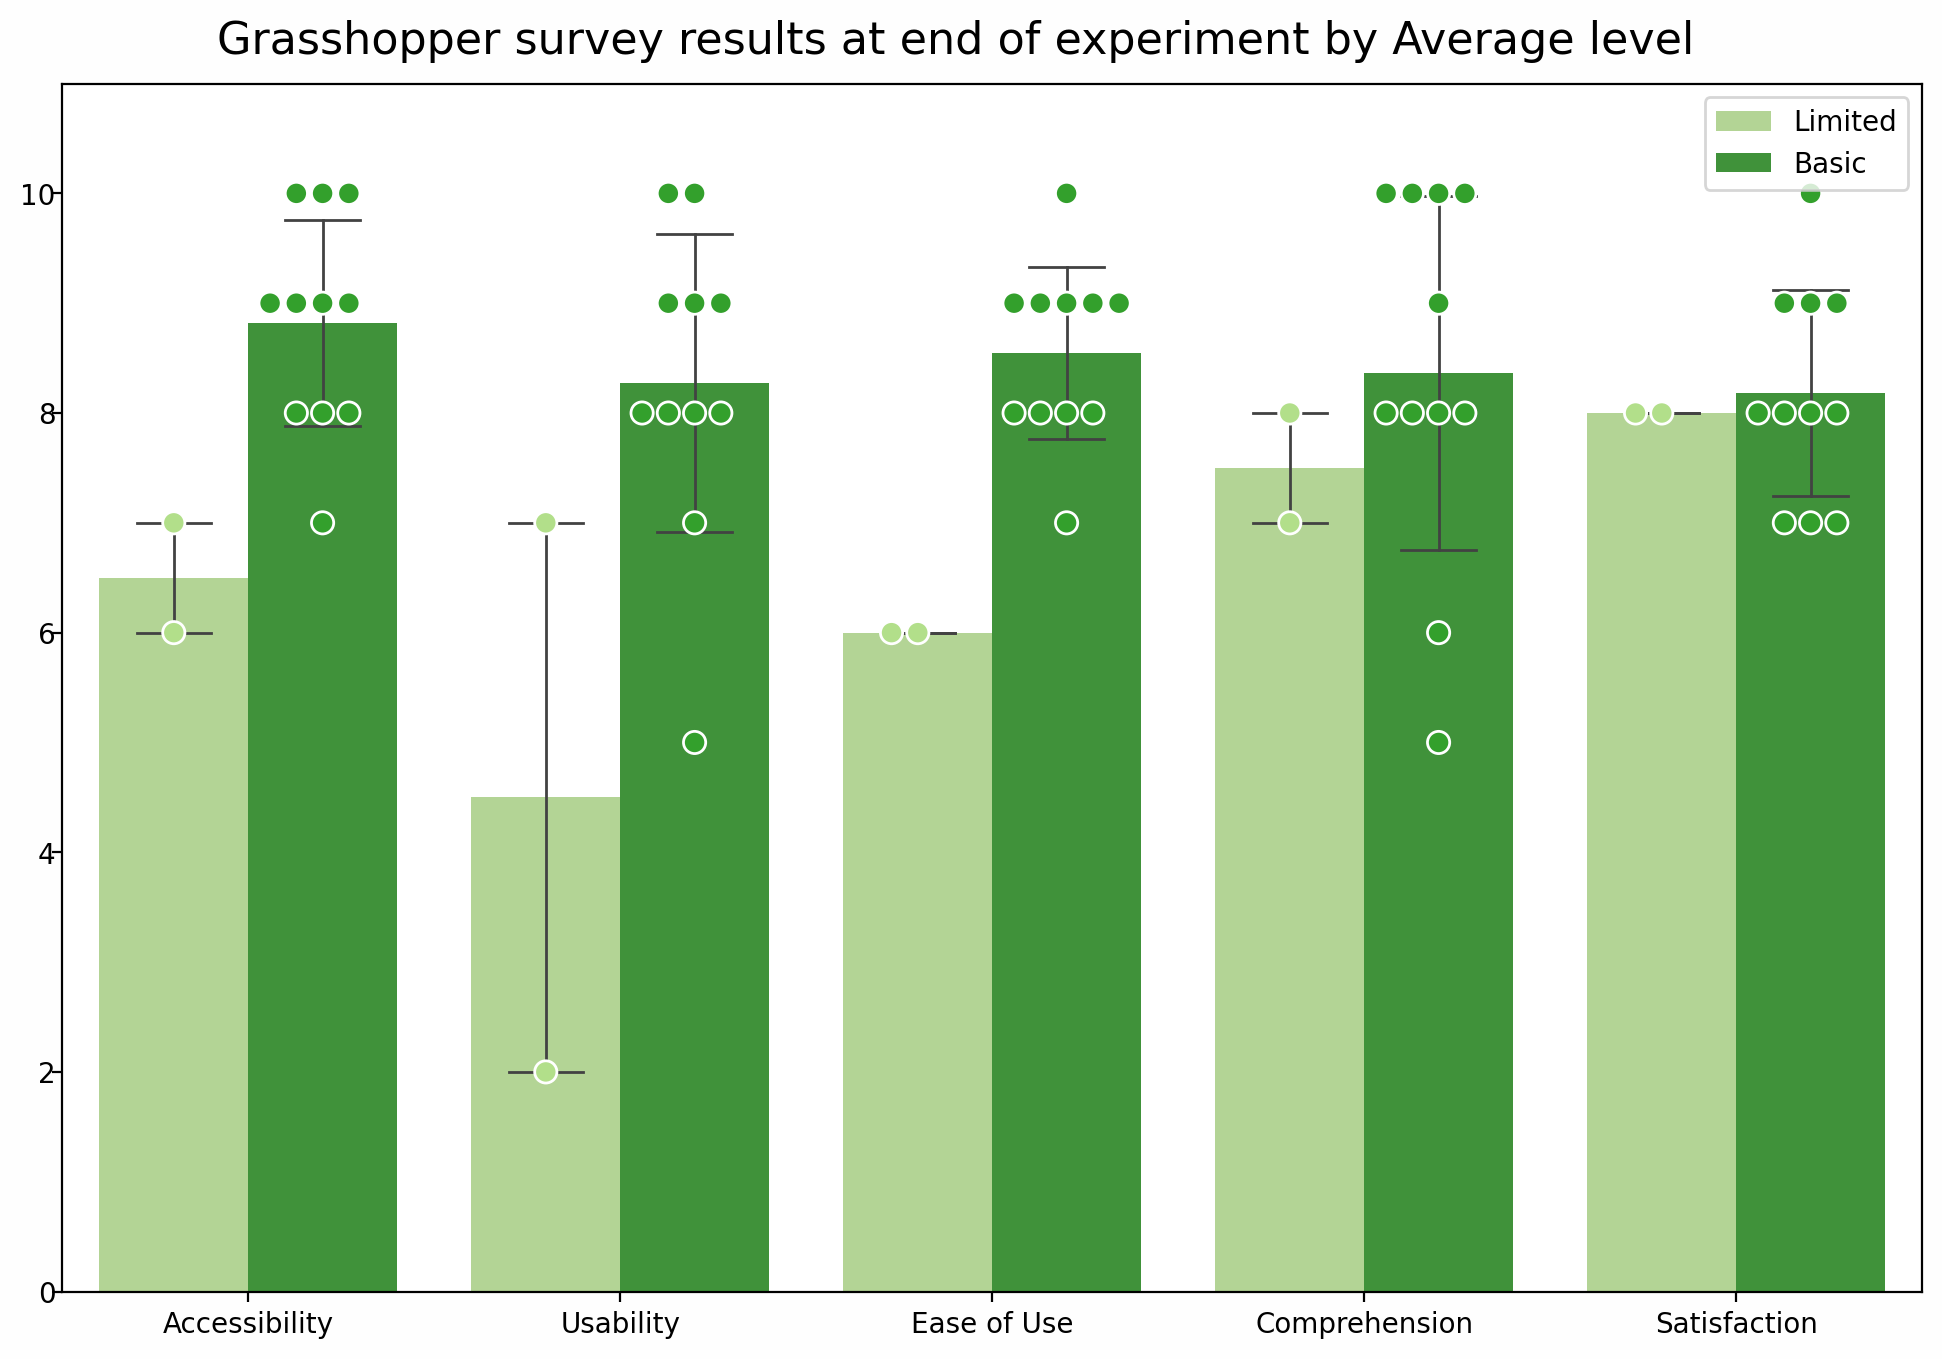 Grasshopper survey results at end of experiment by Average level
Limited
Basic
10
8
6
4
2
0
Accessibility
Usability
Ease of Use
Comprehension
Satisfaction